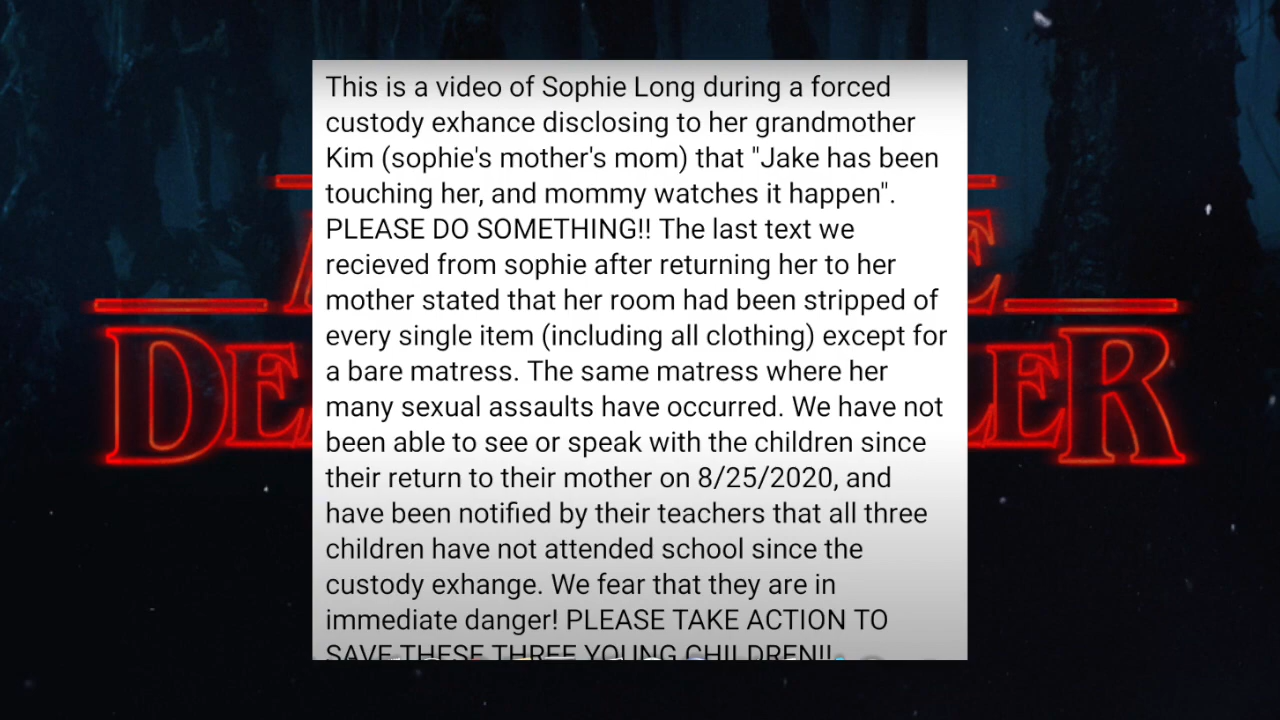 This is a video of Sophie Long during a forced
custody exhance disclosing to her grandmother
Kim (sophie's mother's mom) that "Jake has been
touching her, and mommy watches it happen".
PLEASE DO SOMETHING!! The last text we
recieved from sophie after returning her to her
mother stated that her room had been stripped of
every single item (including all clothing) except for
a bare matress. The same matress where her
many sexual assaults have occurred. We have not
been able to see or speak with the children since
their return to their mother on 8/25/2020, and
have been notified by their teachers that all three
children have not attended school since the
custody exhange. We fear that they are in
immediate danger! PLEASE TAKE ACTION TO
SAVE THESE THREE YOUNG CHILDREN!!